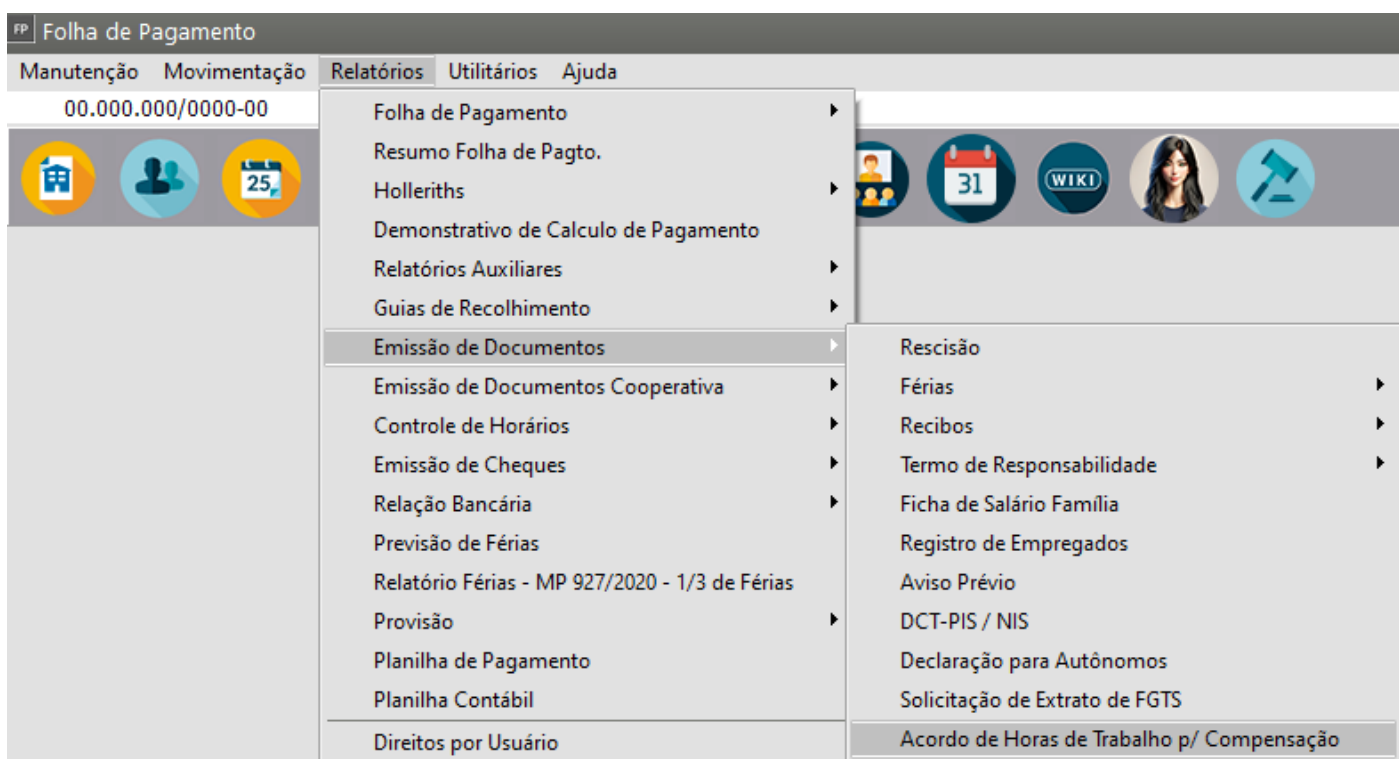 FP Folha de Pagamento
Manutenção Movimentação Relatórios Utilitários Ajuda
00.000.000/0000-00
25
31
WIKI
Folha de Pagamento
Resumo Folha de Pagto.
Holleriths
Demonstrativo de Calculo de Pagamento
Relatórios Auxiliares
Guias de Recolhimento
Emissão de Documentos
Emissão de Documentos Cooperativa
Controle de Horários
Emissão de Cheques
Relação Bancária
Previsão de Férias
Relatório Férias - MP 927/2020 - 1/3 de Férias
Provisão
Planilha de Pagamento
Planilha Contábil
Direitos por Usuário
Rescisão
Férias
Recibos
Termo de Responsabilidade
Ficha de Salário Família
Registro de Empregados
Aviso Prévio
DCT-PIS / NIS
Declaração para Autônomos
Solicitação de Extrato de FGTS
Acordo de Horas de Trabalho p/ Compensação